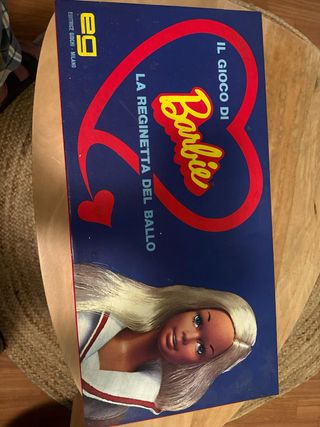 eg
EDITRICE GIOCHI - MILANO
IL GIOCO DI
Barbie
LA REGINETTA DEL BALLO